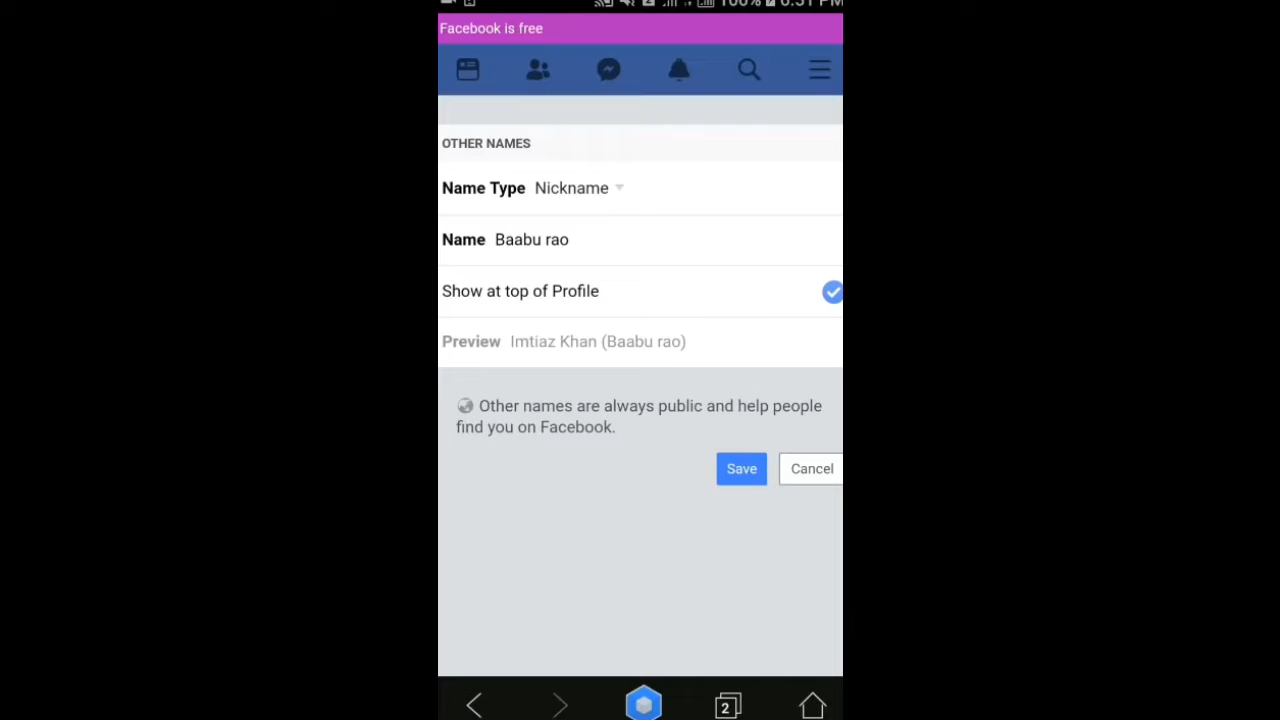 Facebook is free
OTHER NAMES
Name Type Nickname
Name Baabu rao
Show at top of Profile
Preview Imtiaz Khan (Baabu rao)
Other names are always public and help people
find you on Facebook.
Save Cancel
2